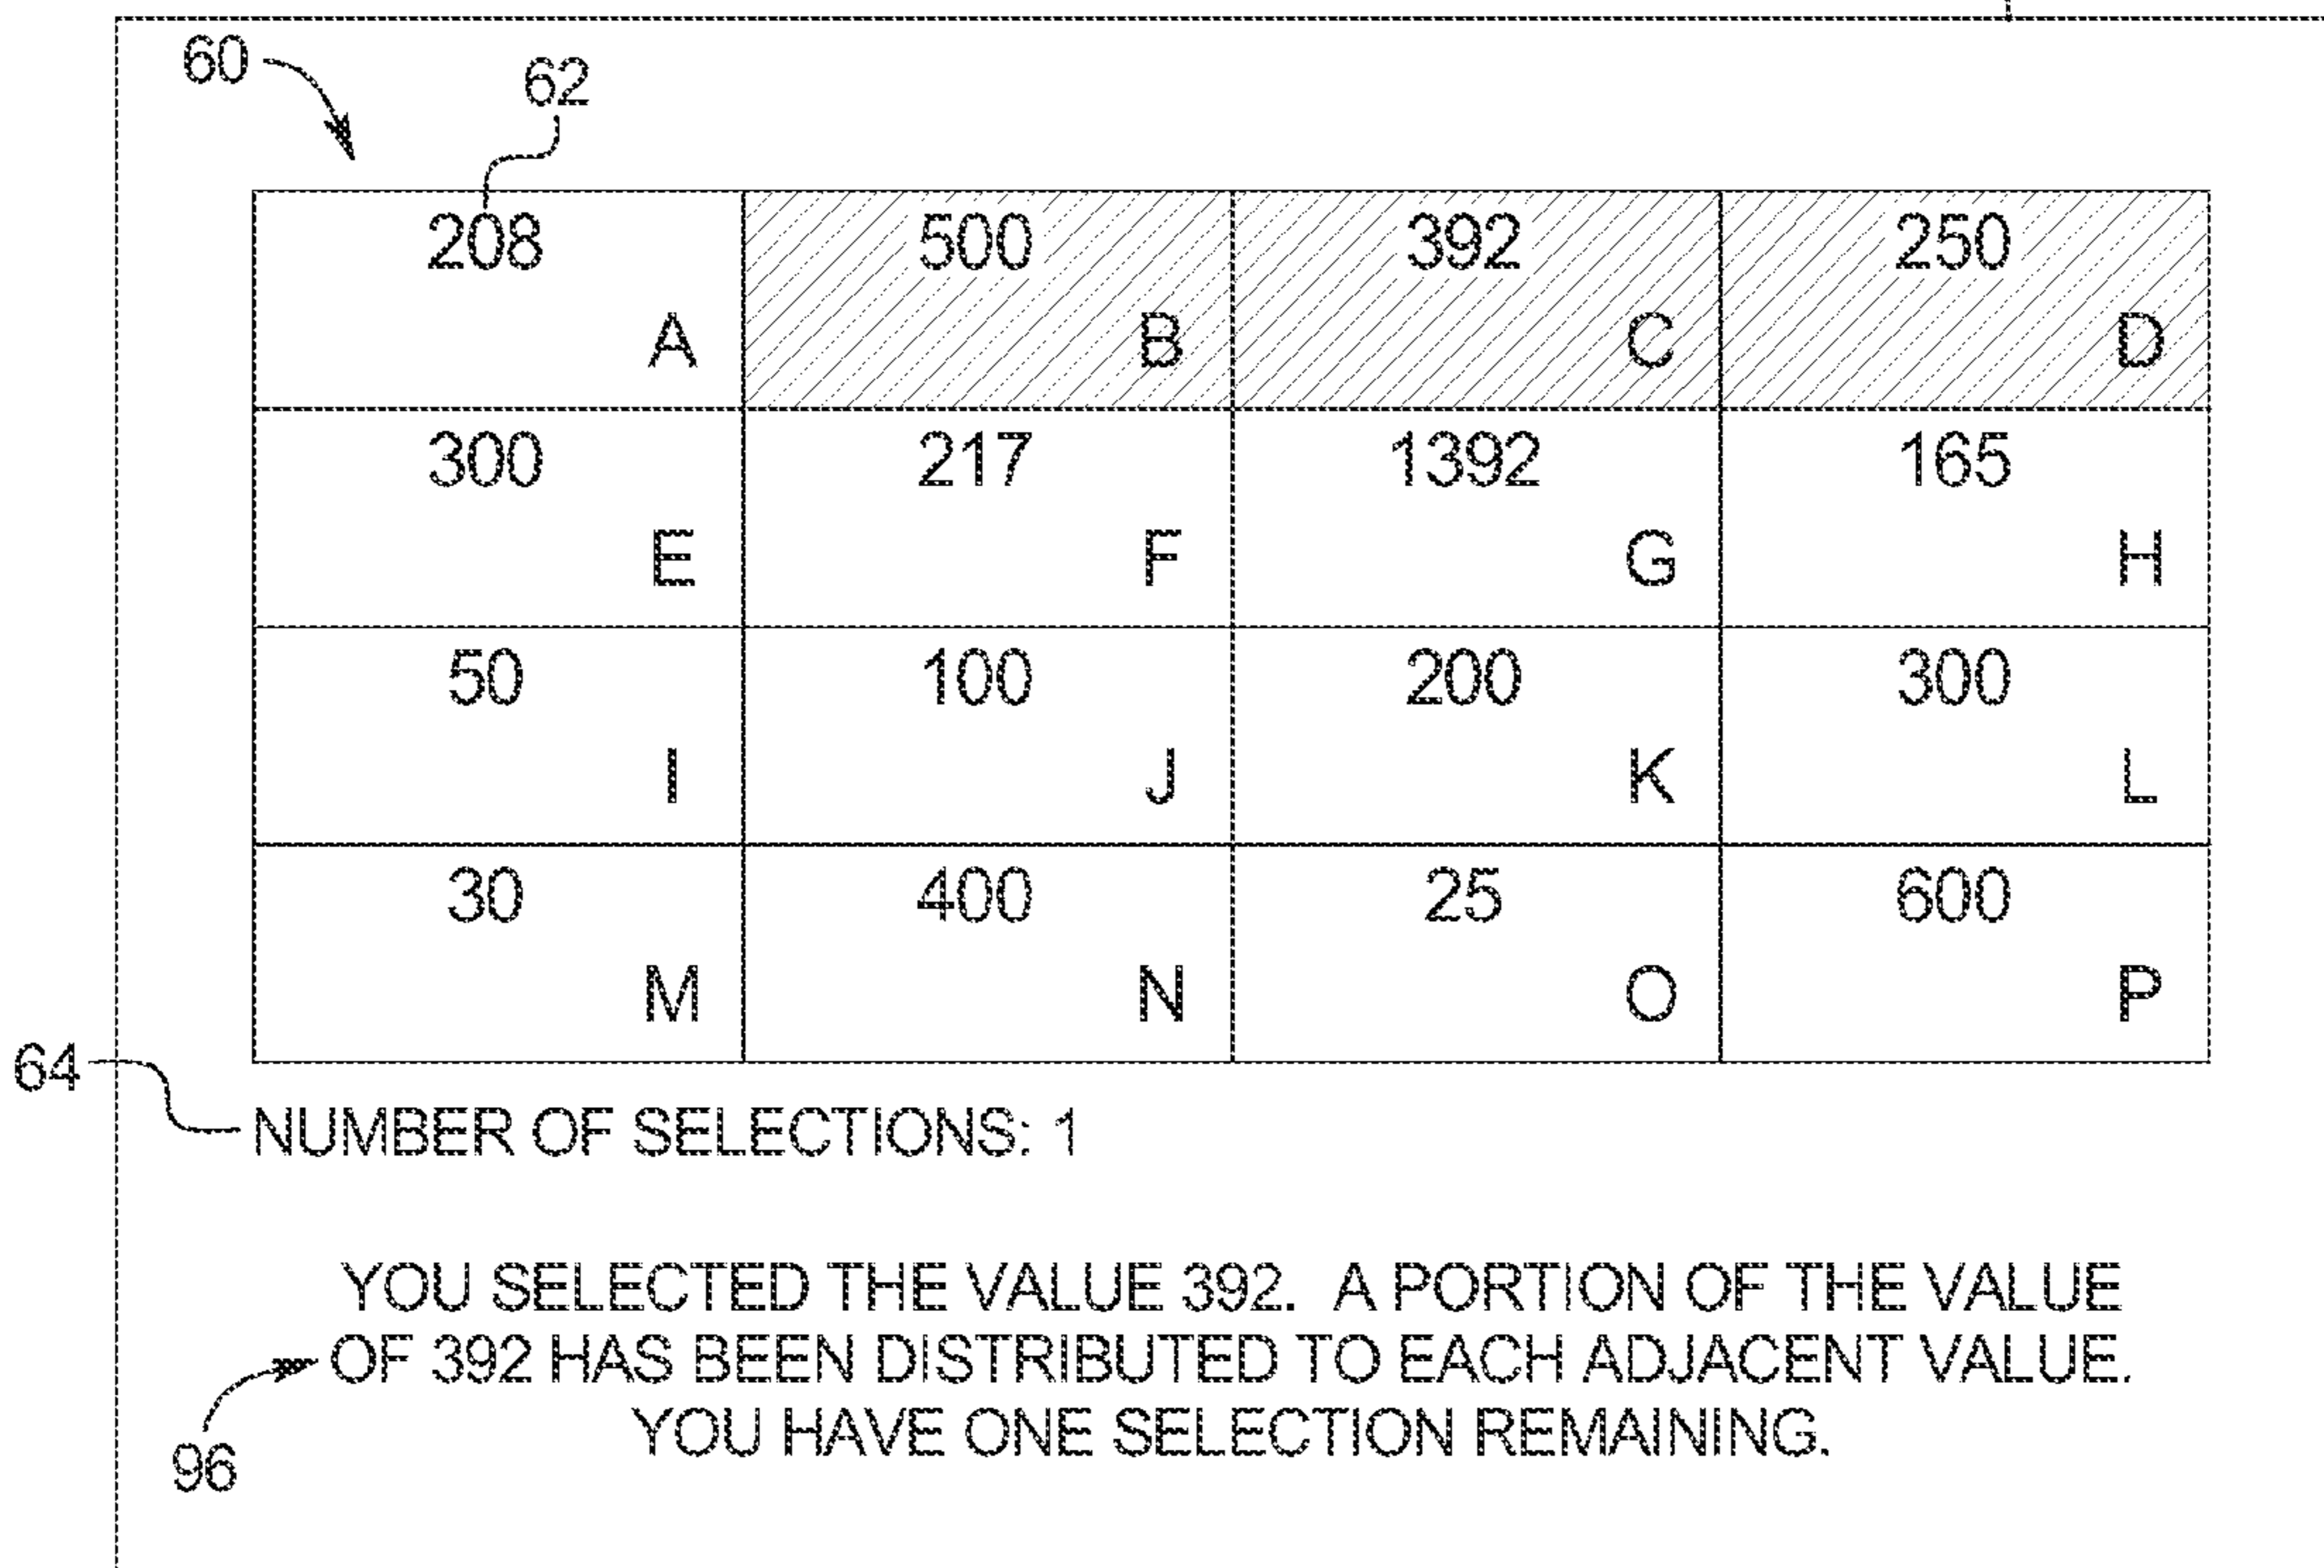 60
62
208 500 392 250
A B C D
300 217 1392 165
E F G H
50 100 200 300
I J K L
30 400 25 600
M N O P
64
NUMBER OF SELECTIONS: 1
YOU SELECTED THE VALUE 392. A PORTION OF THE VALUE
OF 392 HAS BEEN DISTRIBUTED TO EACH ADJACENT VALUE.
YOU HAVE ONE SELECTION REMAINING.
96